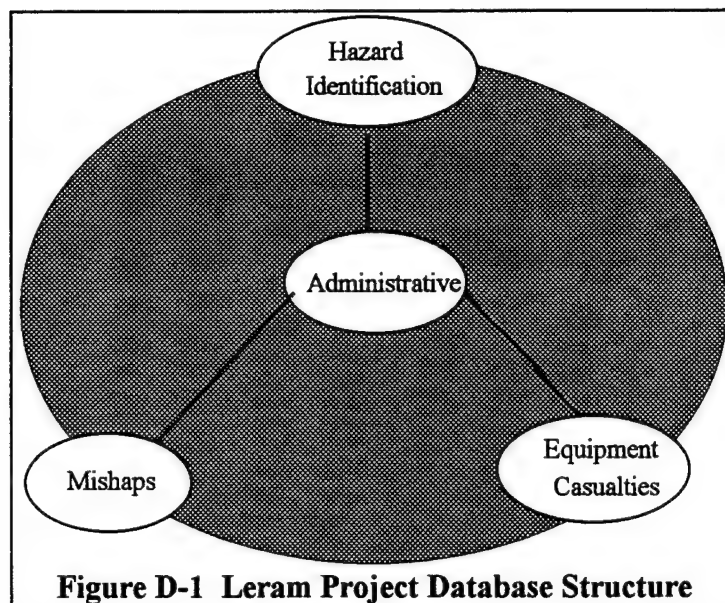 Hazard
Identification
Administrative
Mishaps
Equipment
Casualties
Figure D-1 Leram Project Database Structure